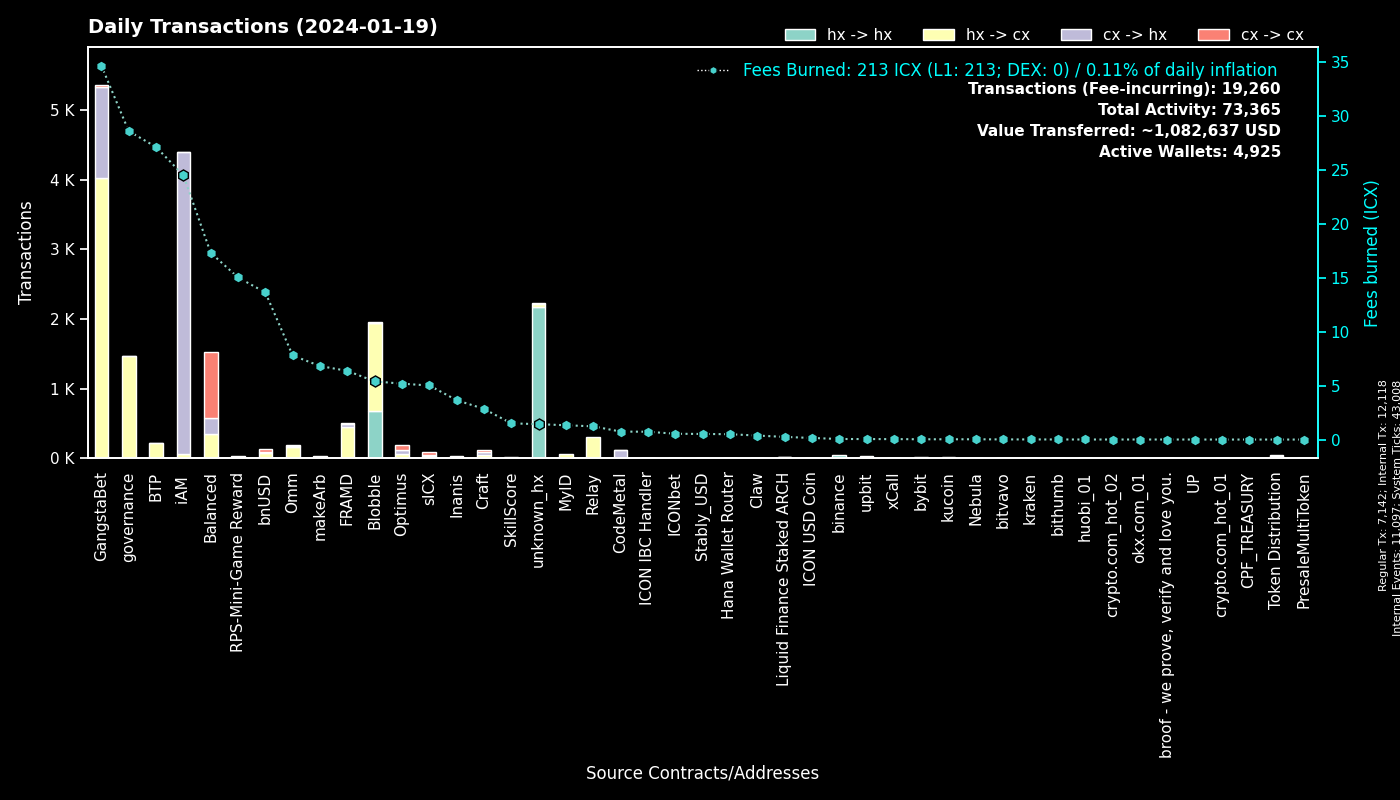 Daily Transactions (2024-01-19)
hx -> hx
hx -> cx
cx -> hx
cx -> cx
Fees Burned: 213 ICX (L1: 213; DEX: 0) / 0.11% of daily inflation
Transactions (Fee-incurring): 19,260
Total Activity: 73,365
Value Transferred: ~1,082,637 USD
Active Wallets: 4,925
Transactions
5 K
4 K
3 K
2 K
1 K
0 K
35
30
25
20
15
10
5
0
Fees burned (ICX)
Regular Tx: 7,142; Internal Tx: 12,118
Internal Events: 11,097; System Ticks: 43,008
GangstaBet
governance
BTP
iAM
Balanced
RPS-Mini-Game Reward
bnUSD
Omm
makeArb
FRAMD
Blobble
Optimus
sICX
Inanis
Craft
SkillScore
unknown_hx
MyID
Relay
CodeMetal
ICON IBC Handler
ICONbet
Stably_USD
Hana Wallet Router
Claw
Liquid Finance Staked ARCH
ICON USD Coin
binance
upbit
xCall
bybit
kucoin
Nebula
bitvavo
kraken
bithumb
huobi_01
crypto.com_hot_02
okx.com_01
broof - we prove, verify and love you.
UP
crypto.com_hot_01
CPF_TREASURY
Token Distribution
PresaleMultiToken
Source Contracts/Addresses